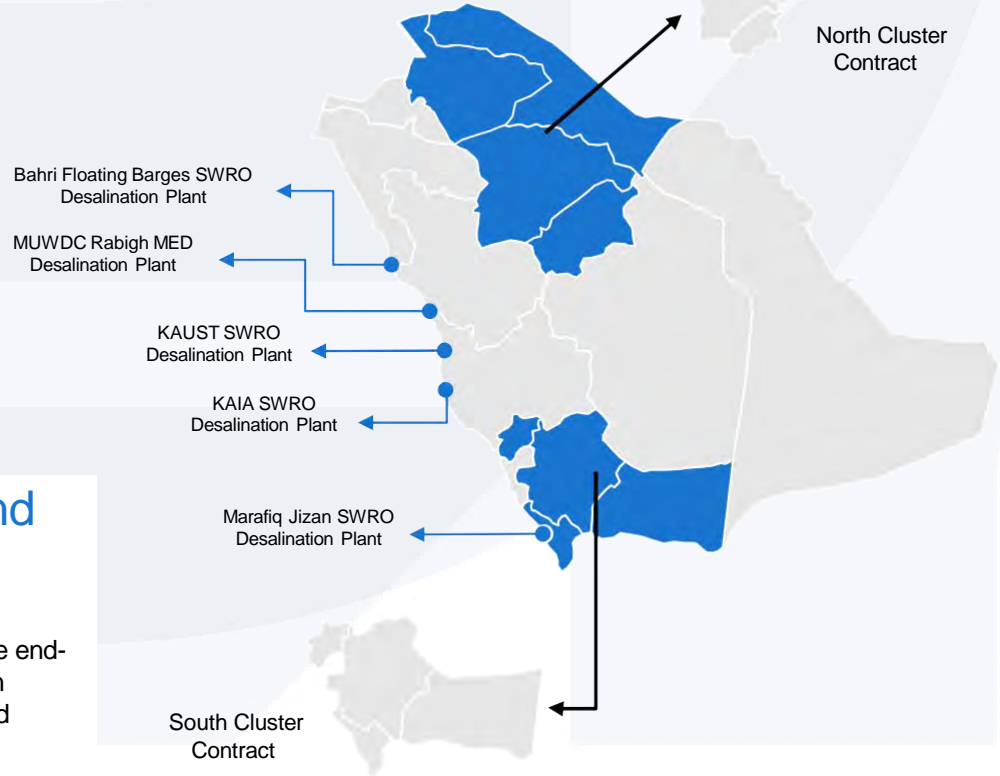 North Cluster
Contract
Bahri Floating Barges SWRO
Desalination Plant
MUWDC Rabigh MED
Desalination Plant
KAUST SWRO
Desalination Plant
KAIA SWRO
Desalination Plant
Marafiq Jizan SWRO
Desalination Plant
South Cluster
Contract
end-